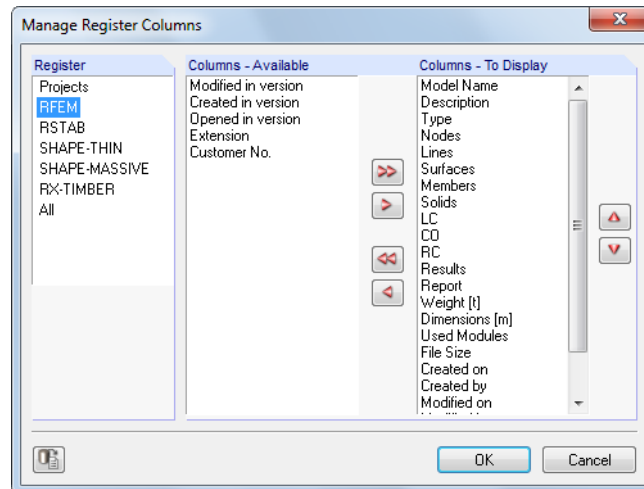 Manage Register Columns
Register
Projects
RFEM
RSTAB
SHAPE-THIN
SHAPE-MASSIVE
RX-TIMBER
All
Columns - Available
Modified in version
Created in version
Opened in version
Extension
Customer No.
Columns - To Display
Model Name
Description
Type
Nodes
Lines
Surfaces
Members
Solids
LC
CO
RC
Results
Report
Weight [t]
Dimensions [m]
Used Modules
File Size
Created on
Created by
Modified on
OK
Cancel